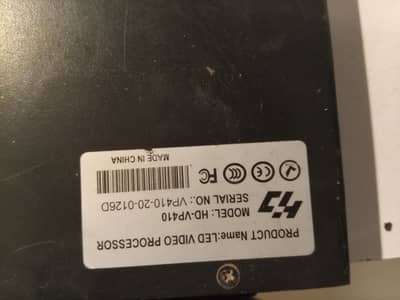 PRODUCT Name:LED VIDEO PROCESSOR
MODEL: HD-VP410
SERIAL NO.: VP410-20-0126D
FC
MADE IN CHINA